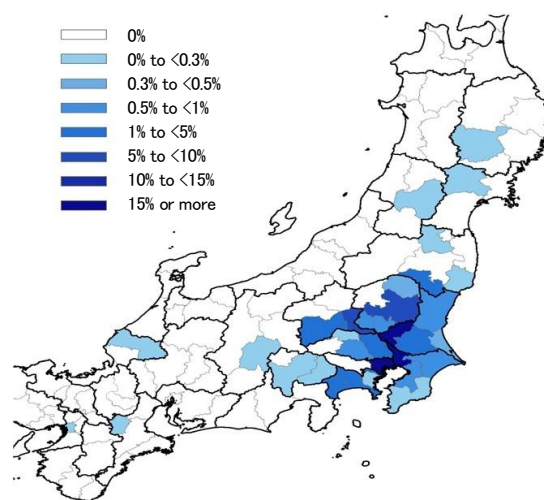 0%
0% to <0.3%
0.3% to <0.5%
0.5% to <1%
1% to <5%
5% to <10%
10% to <15%
15% or more